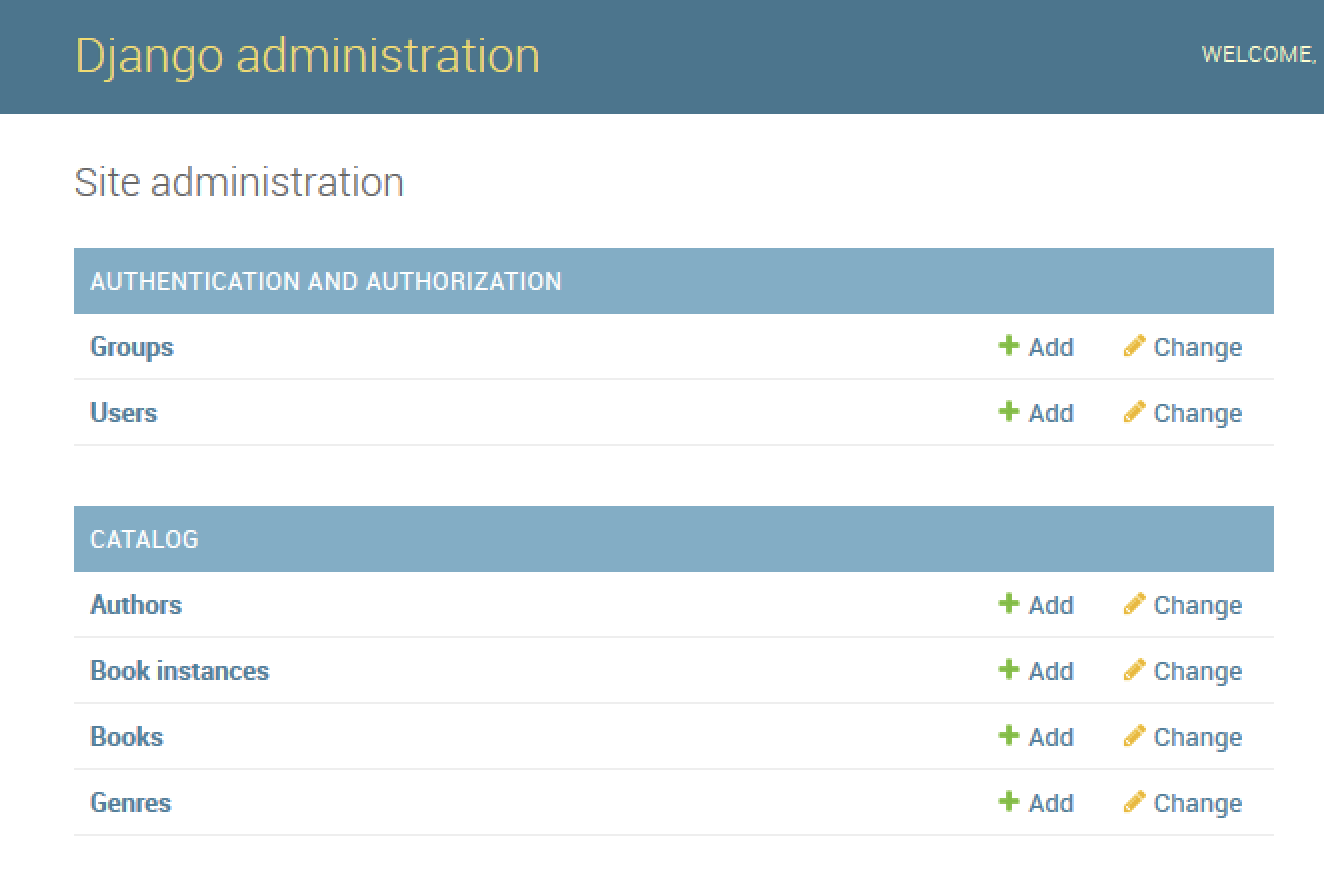 Django administration WELCOME,
Site administration
AUTHENTICATION AND AUTHORIZATION
Groups Add Change
Users Add Change
CATALOG
Authors Add Change
Book instances Add Change
Books Add Change
Genres Add Change